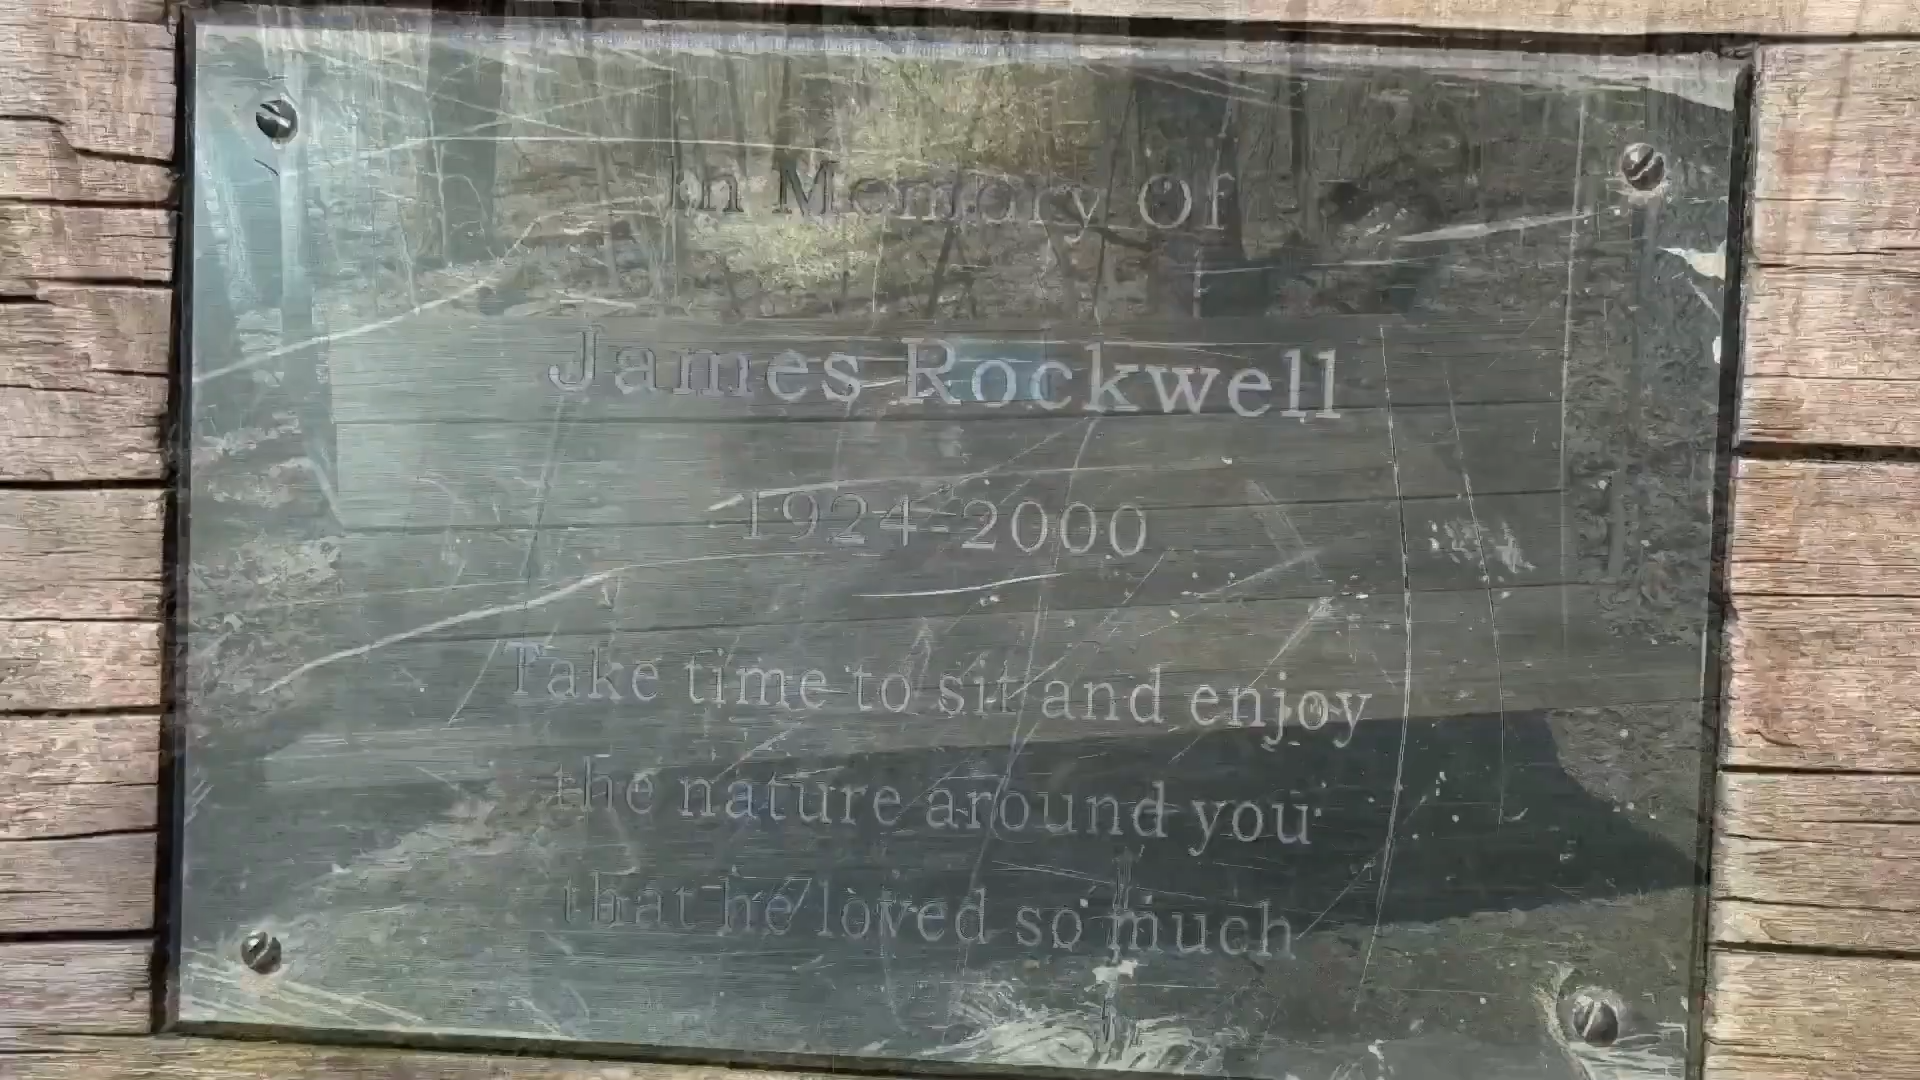 In Memory Of
James Rockwell
1924-2000
Take time to sit and enjoy
the nature around you
that he loved so much